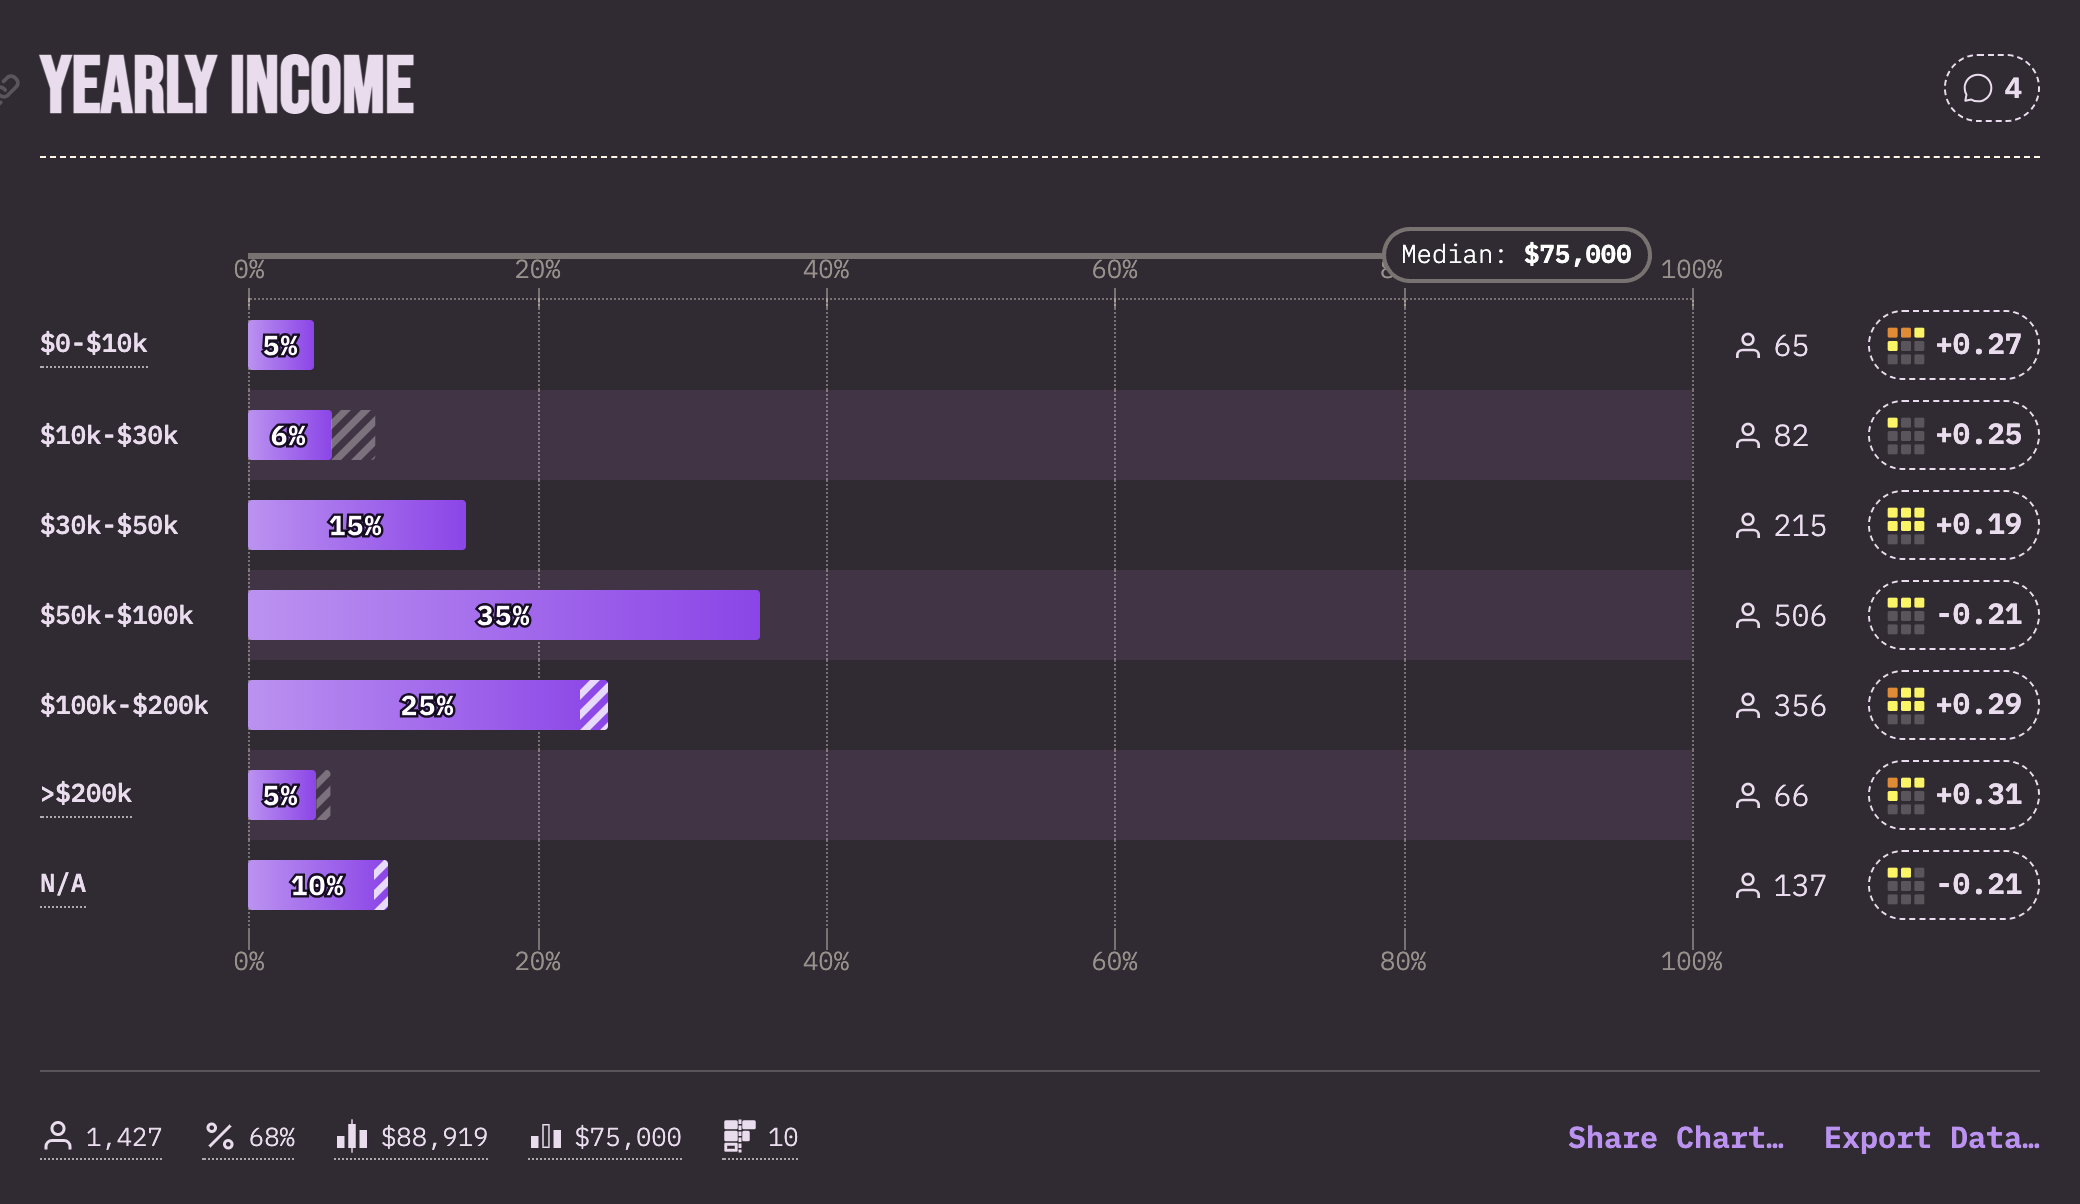 YEARLY INCOME
4
Median: $75,000
0% 20% 40% 60% 8 100%
$0-$10k 5% 65 +0.27
$10k-$30k 6% 82 +0.25
$30k-$50k 15% 215 +0.19
$50k-$100k 35% 506 -0.21
$100k-$200k 25% 356 +0.29
>$200k 5% 66 +0.31
N/A 10% 137 -0.21
0% 20% 40% 60% 80% 100%
1,427 68% $88,919 $75,000 10 Share Chart… Export Data…